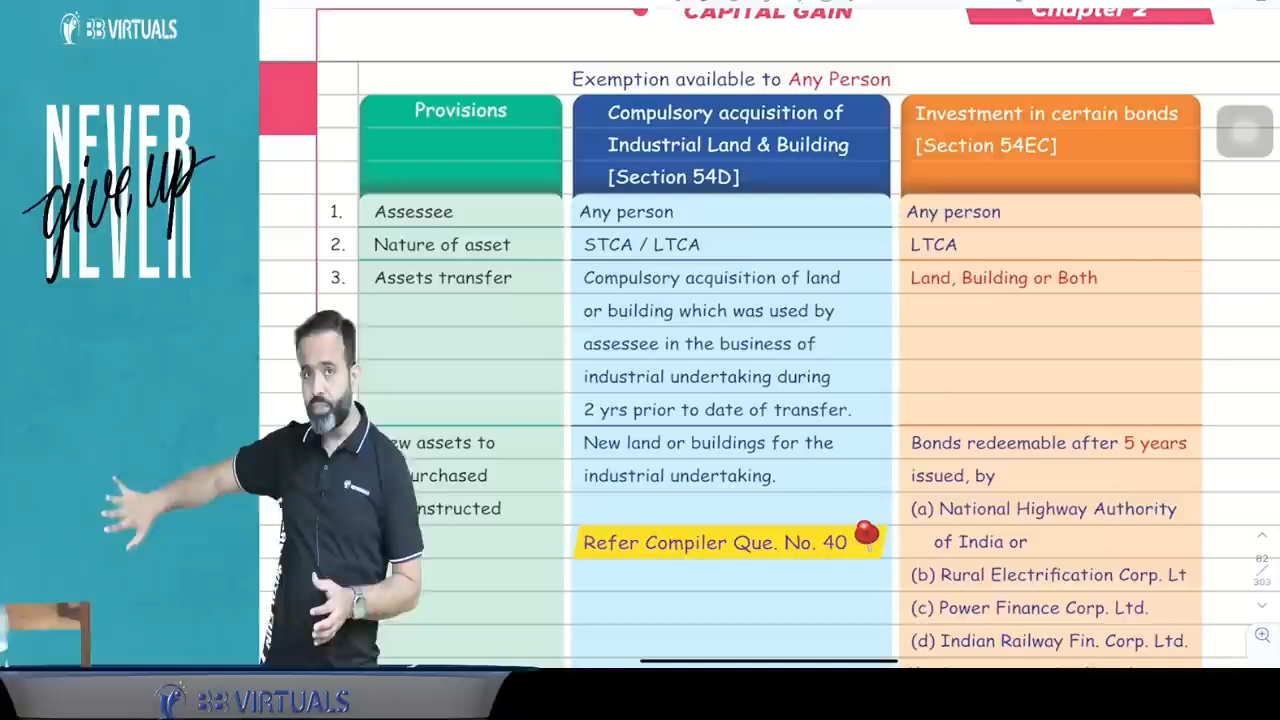 BB VIRTUALS
NEVER
give up
NEVER
CAPITAL GAIN
Chapter 2
Exemption available to Any Person
Provisions
Compulsory acquisition of
Industrial Land & Building
[Section 54D]
Investment in certain bonds
[Section 54EC]
1. Assessee
Any person
Any person
2. Nature of asset
STCA / LTCA
LTCA
3. Assets transfer
Compulsory acquisition of land
or building which was used by
assessee in the business of
industrial undertaking during
2 yrs prior to date of transfer.
Land, Building or Both
ew assets to
urchased
nstructed
New land or buildings for the
industrial undertaking.
Refer Compiler Que. No. 40
Bonds redeemable after 5 years
issued, by
(a) National Highway Authority
of India or
(b) Rural Electrification Corp. Lt
(c) Power Finance Corp. Ltd.
(d) Indian Railway Fin. Corp. Ltd.
82
303
BB VIRTUALS